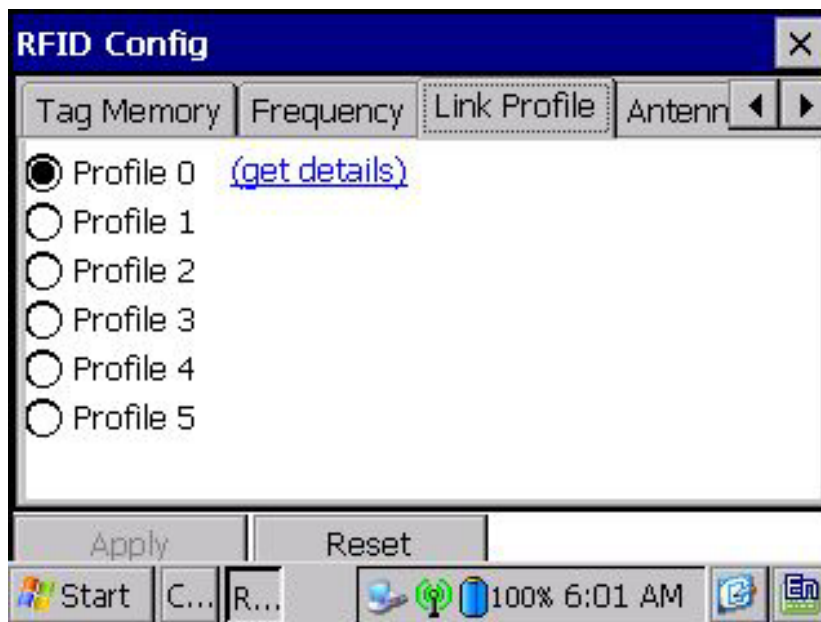 RFID Config
Tag Memory Frequency Link Profile Antenn
Profile 0 (get details)
Profile 1
Profile 2
Profile 3
Profile 4
Profile 5
Apply Reset
Start C... R... 100% 6:01 AM En